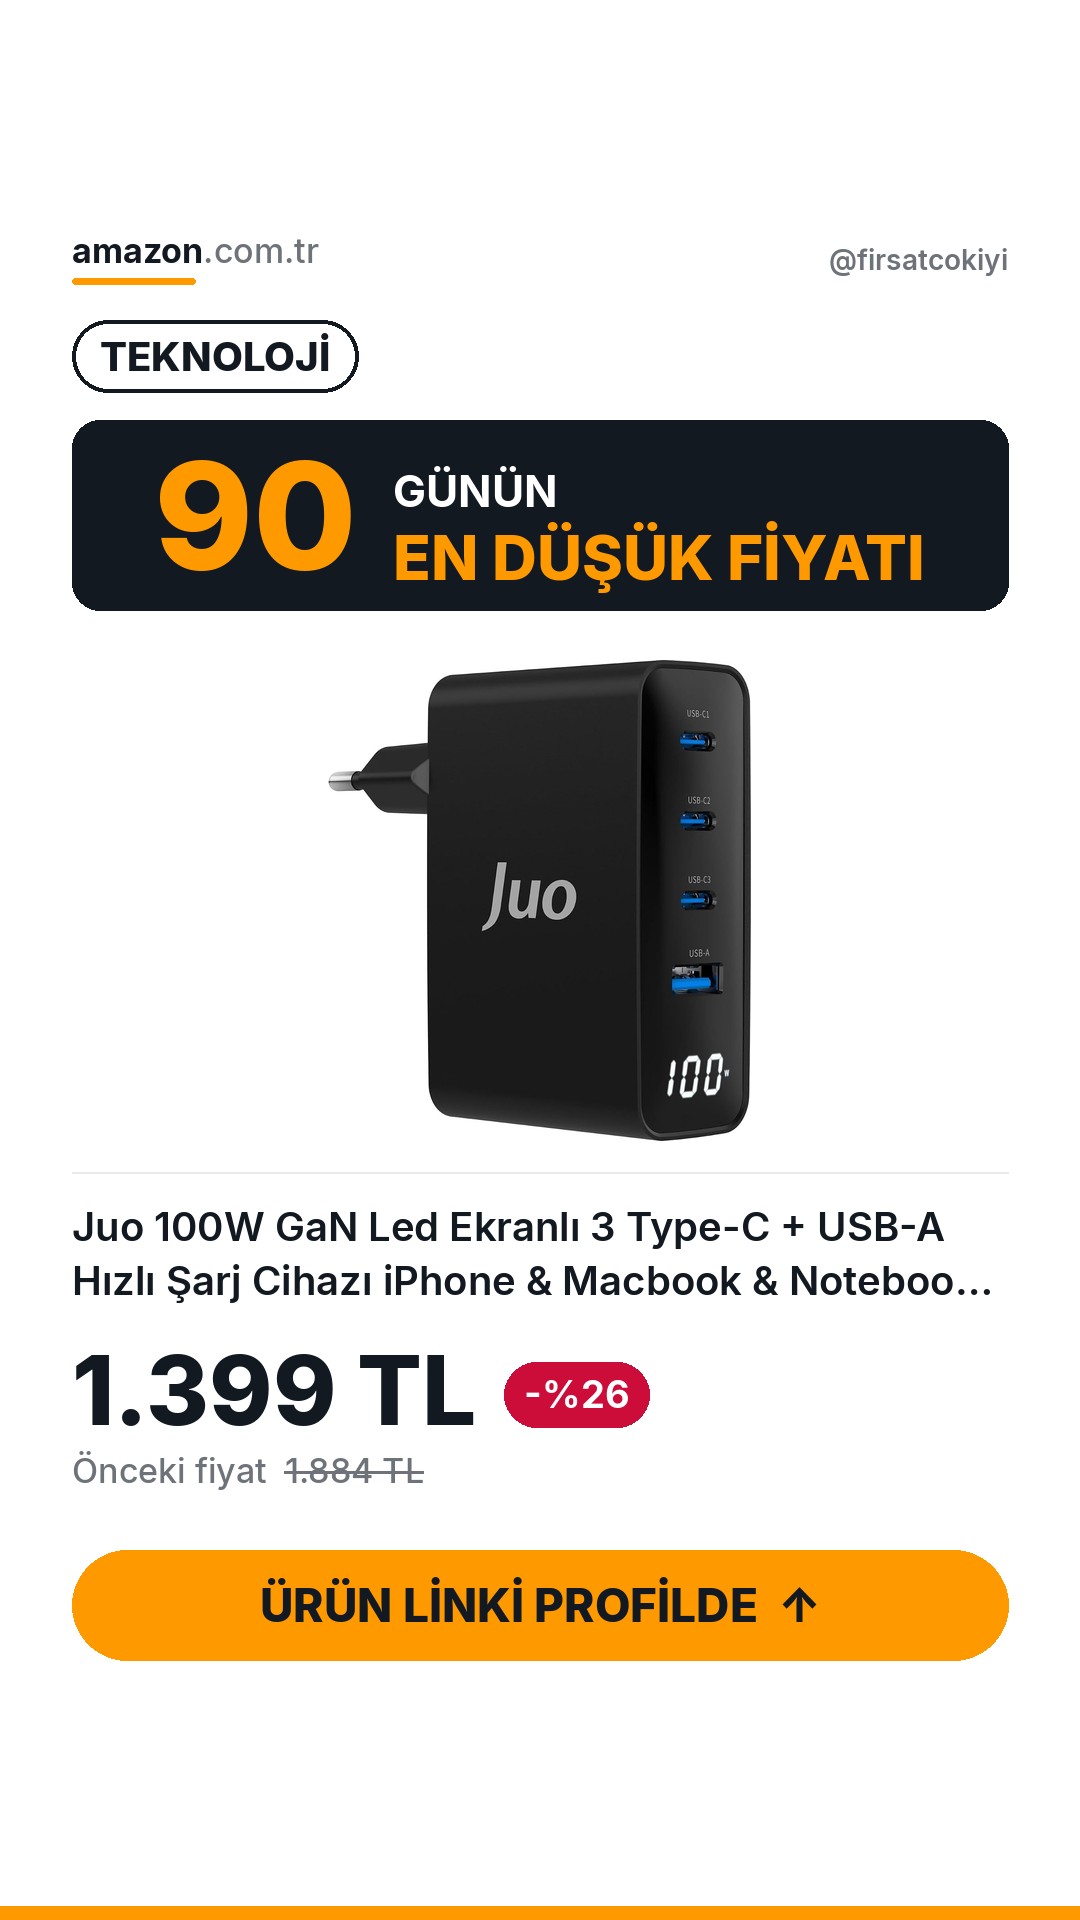 amazon.com.tr
@firsatcokiyi
TEKNOLOJİ
90 GÜNÜN
EN DÜŞÜK FİYATI
USB-C1
USB-C2
USB-C3
USB-A
Juo
100W
Juo 100W GaN Led Ekranlı 3 Type-C + USB-A
Hızlı Şarj Cihazı iPhone & Macbook & Noteboo...
1.399 TL -%26
Önceki fiyat 1.884 TL
ÜRÜN LİNKİ PROFİLDE ↑